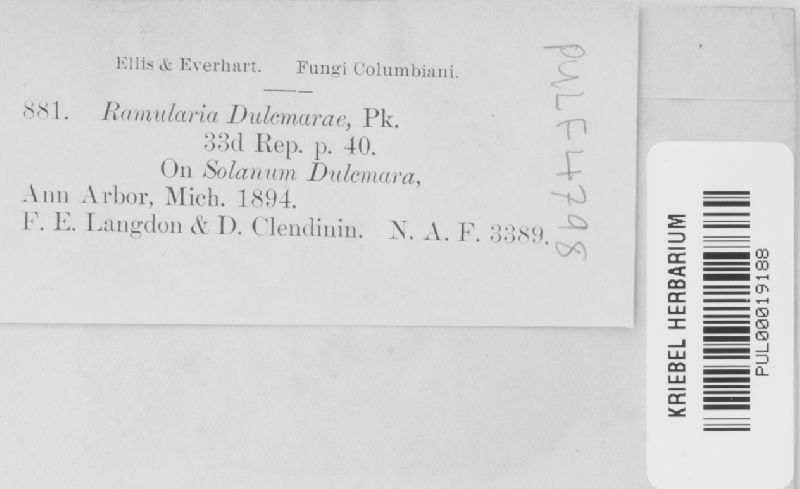 Ellis & Everhart. Fungi Columbiani.
881. Ramularia Dulcmarae, Pk.
33d Rep. p. 40.
On Solanum Dulcmara,
Ann Arbor, Mich. 1894.
F. E. Langdon & D. Clendinin. N. A. F. 3389.
PULF4798
KRIEBEL HERBARIUM
PUL00019188